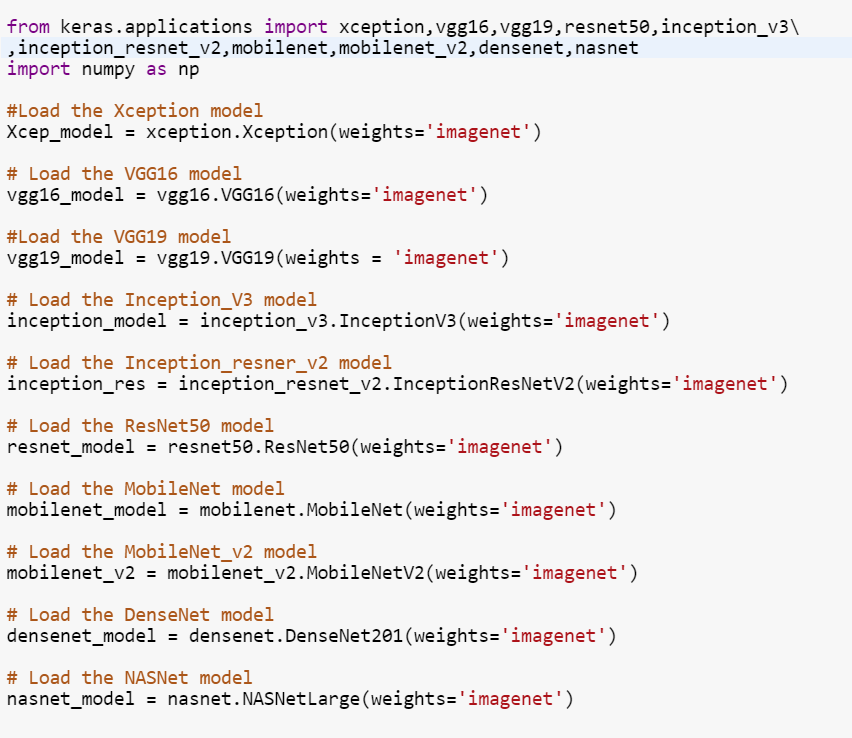 from keras.applications import xception,vgg16,vgg19,resnet50,inception_v3\
,inception_resnet_v2,mobilenet,mobilenet_v2,densenet,nasnet
import numpy as np
#Load the Xception model
Xcep_model = xception.Xception(weights='imagenet')
# Load the VGG16 model
vgg16_model = vgg16.VGG16(weights='imagenet')
#Load the VGG19 model
vgg19_model = vgg19.VGG19(weights = 'imagenet')
# Load the Inception_V3 model
inception_model = inception_v3.InceptionV3(weights='imagenet')
# Load the Inception_resner_v2 model
inception_res = inception_resnet_v2.InceptionResNetV2(weights='imagenet')
# Load the ResNet50 model
resnet_model = resnet50.ResNet50(weights='imagenet')
# Load the MobileNet model
mobilenet_model = mobilenet.MobileNet(weights='imagenet')
# Load the MobileNet_v2 model
mobilenet_v2 = mobilenet_v2.MobileNetV2(weights='imagenet')
# Load the DenseNet model
densenet_model = densenet.DenseNet201(weights='imagenet')
# Load the NASNet model
nasnet_model = nasnet.NASNetLarge(weights='imagenet')